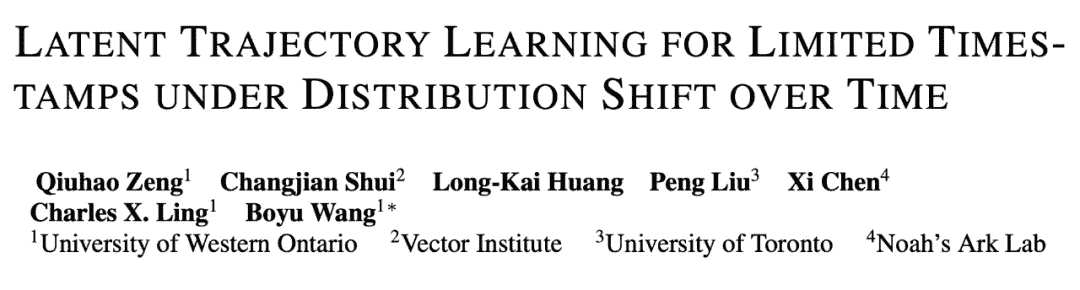 LATENT TRAJECTORY LEARNING FOR LIMITED TIMES-
TAMPS UNDER DISTRIBUTION SHIFT OVER TIME
Qiuhao Zeng¹ Changjian Shui² Long-Kai Huang Peng Liu³ Xi Chen⁴
Charles X. Ling¹ Boyu Wang¹*
¹University of Western Ontario ²Vector Institute ³University of Toronto ⁴Noah's Ark Lab